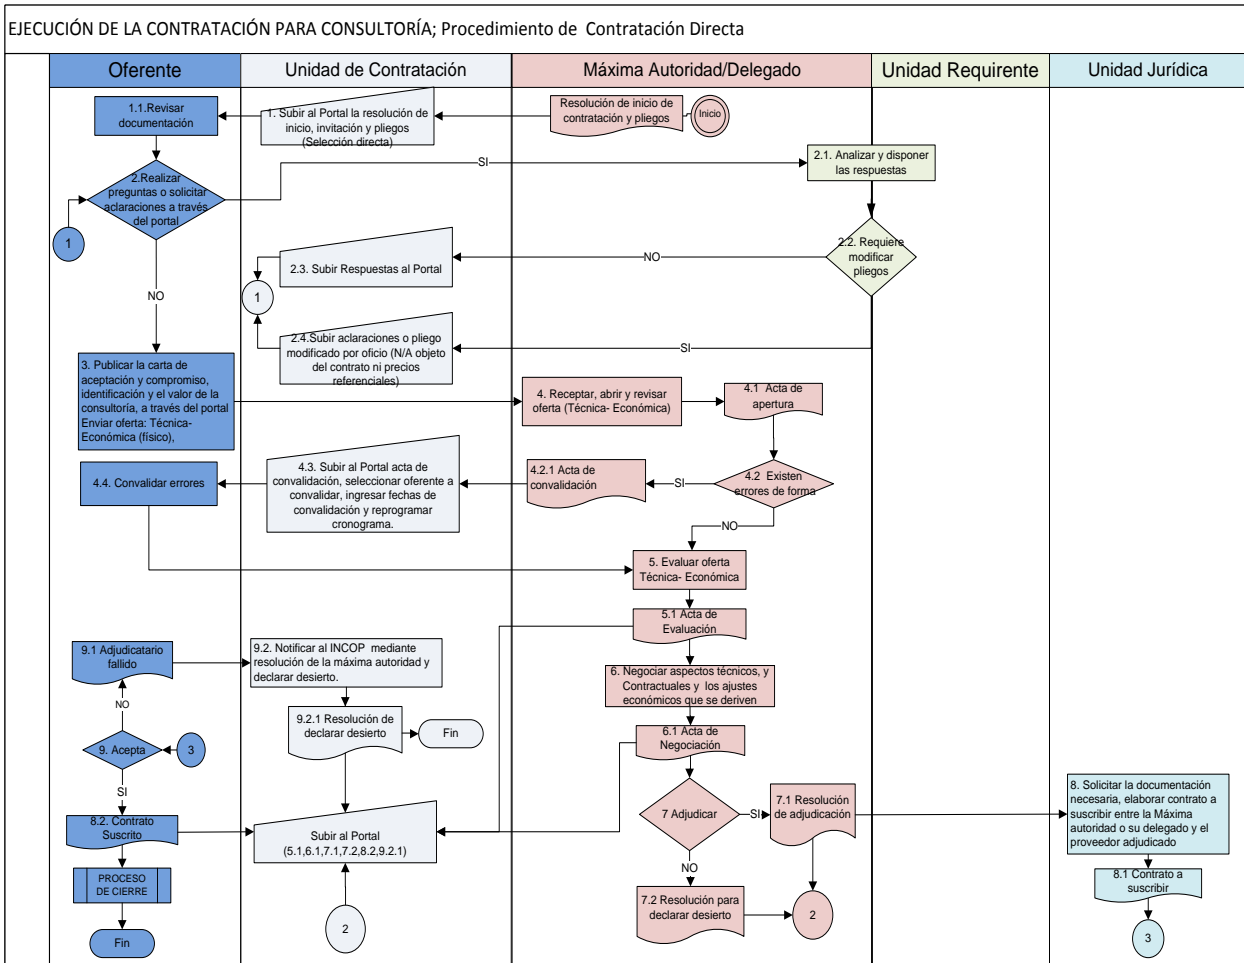 EJECUCIÓN DE LA CONTRATACIÓN PARA CONSULTORÍA; Procedimiento de  Contratación Directa
Oferente
Unidad de Contratación
Máxima Autoridad/Delegado
Unidad Requirente
Unidad Jurídica
1.1.Revisar
documentación
1. Subir al Portal la resolución de
inicio, invitación y pliegos
(Selección directa)
Resolución de inicio de
contratación y pliegos
Inicio
2.Realizar
preguntas o solicitar
aclaraciones a través
del portal
SI
2.1. Analizar y disponer
las respuestas
1
2.2. Requiere
modificar
pliegos
NO
2.3. Subir Respuestas al Portal
1
NO
2.4.Subir aclaraciones o pliego
modificado por oficio (N/A objeto
del contrato ni precios
referenciales)
SI
3. Publicar la carta de
aceptación y compromiso,
identificación y el valor de la
consultoría, a través del portal
Enviar oferta: Técnica-
Económica (físico),
4. Receptar, abrir y revisar
oferta (Técnica- Económica)
4.1  Acta de
apertura
4.2  Existen
errores de forma
SI
4.2.1 Acta de
convalidación
4.3. Subir al Portal acta de
convalidación, seleccionar oferente a
convalidar, ingresar fechas de
convalidación y reprogramar
cronograma.
4.4. Convalidar errores
NO
5. Evaluar oferta
Técnica- Económica
5.1 Acta de
Evaluación
9.1 Adjudicatario
fallido
9.2. Notificar al INCOP  mediante
resolución de la máxima autoridad y
declarar desierto.
6. Negociar aspectos técnicos, y
Contractuales y  los ajustes
económicos que se deriven
NO
9.2.1 Resolución de
declarar desierto
Fin
6.1 Acta de
Negociación
9. Acepta
3
SI
7 Adjudicar
SI
7.1 Resolución
de adjudicación
8. Solicitar la documentación
necesaria, elaborar contrato a
suscribir entre la Máxima
autoridad o su delegado y el
proveedor adjudicado
8.2. Contrato
Suscrito
Subir al Portal
(5.1,6.1,7.1,7.2,8.2,9.2.1)
NO
PROCESO
DE CIERRE
8.1 Contrato a
suscribir
7.2 Resolución para
declarar desierto
2
2
3
Fin